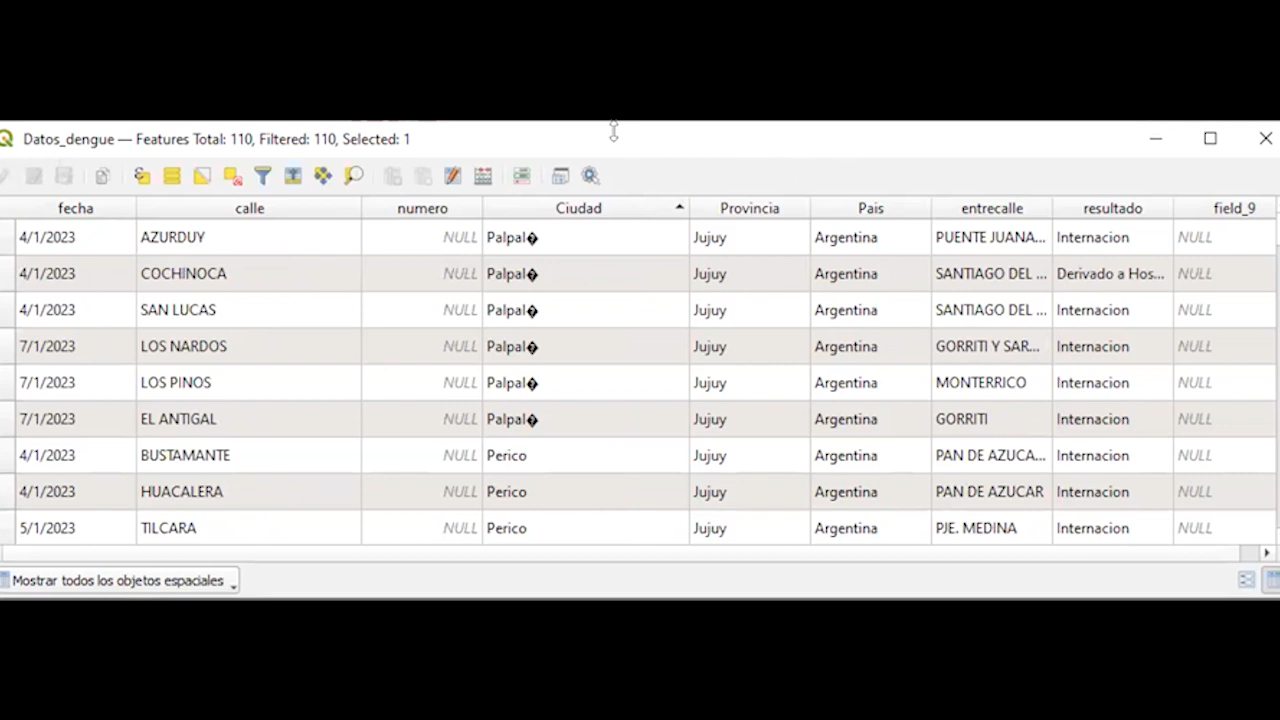 Datos_dengue — Features Total: 110, Filtered: 110, Selected: 1
fecha calle numero Ciudad Provincia Pais entrecalle resultado field_9
4/1/2023 AZURDUY NULL Palpal� Jujuy Argentina PUENTE JUANA... Internacion NULL
4/1/2023 COCHINOCA NULL Palpal� Jujuy Argentina SANTIAGO DEL ... Derivado a Hos... NULL
4/1/2023 SAN LUCAS NULL Palpal� Jujuy Argentina SANTIAGO DEL ... Internacion NULL
7/1/2023 LOS NARDOS NULL Palpal� Jujuy Argentina GORRITI Y SAR... Internacion NULL
7/1/2023 LOS PINOS NULL Palpal� Jujuy Argentina MONTERRICO Internacion NULL
7/1/2023 EL ANTIGAL NULL Palpal� Jujuy Argentina GORRITI Internacion NULL
4/1/2023 BUSTAMANTE NULL Perico Jujuy Argentina PAN DE AZUCA... Internacion NULL
4/1/2023 HUACALERA NULL Perico Jujuy Argentina PAN DE AZUCAR Internacion NULL
5/1/2023 TILCARA NULL Perico Jujuy Argentina PJE. MEDINA Internacion NULL
Mostrar todos los objetos espaciales